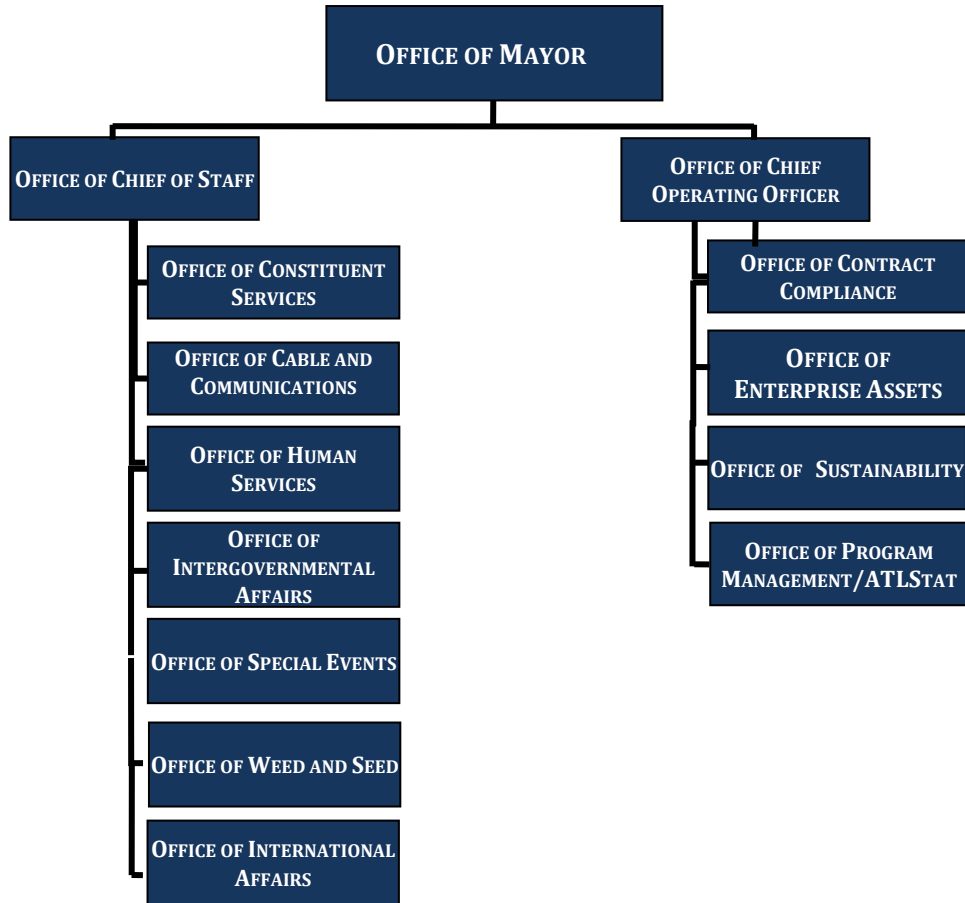 OFFICE OF MAYOR
OFFICE OF CHIEF OF STAFF
OFFICE OF CONSTITUENT
SERVICES
OFFICE OF CABLE AND
COMMUNICATIONS
OFFICE OF HUMAN
SERVICES
OFFICE OF
INTERGOVERNMENTAL
AFFAIRS
OFFICE OF SPECIAL EVENTS
OFFICE OF WEED AND SEED
OFFICE OF INTERNATIONAL
AFFAIRS
OFFICE OF CHIEF
OPERATING OFFICER
OFFICE OF CONTRACT
COMPLIANCE
OFFICE OF
ENTERPRISE ASSETS
OFFICE OF SUSTAINABILITY
OFFICE OF PROGRAM
MANAGEMENT/ATLSTAT